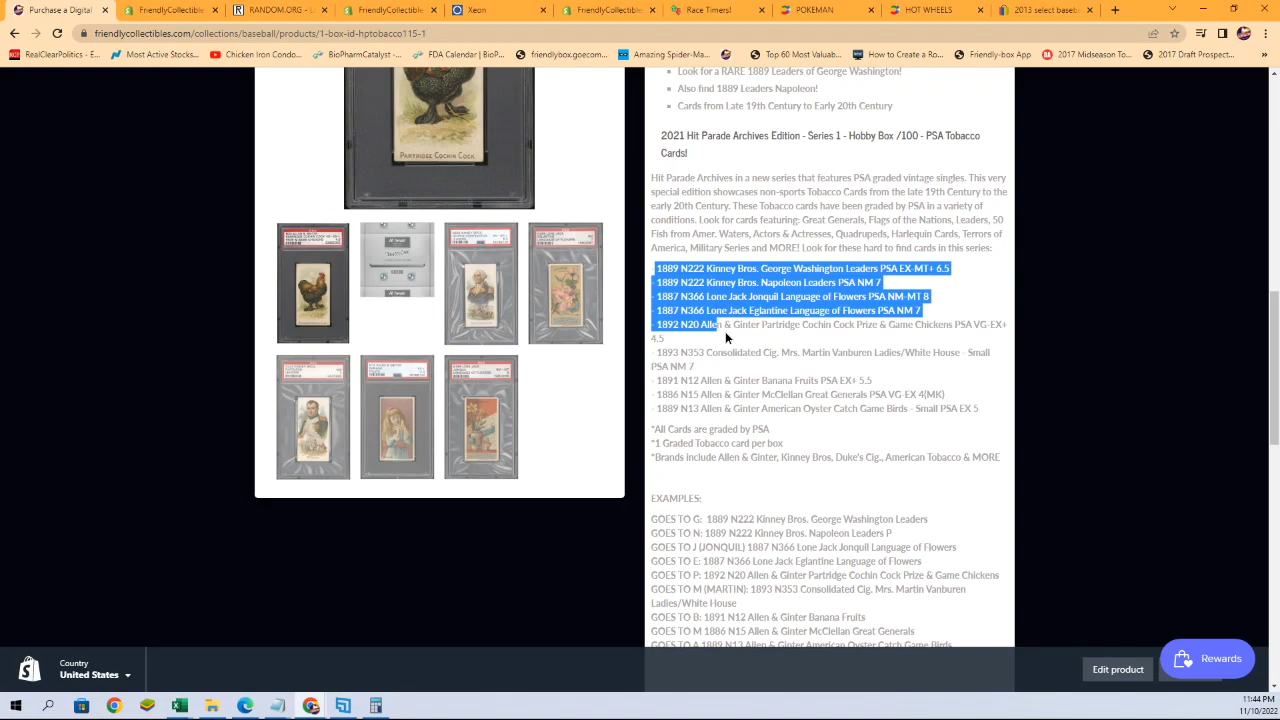 Purchase a Digital
FriendlyCollectibles
RANDOM.ORG - L
FriendlyCollectibles
Xeon
FriendlyCollectibles
Race Timers!
POKEMAN
HOT WHEELS
2013 select baseb
friendlycollectibles.com/collections/baseball/products/1-box-id-hptobacco115-1
RealClearPolitics - E...
Most Active Stocks...
Chicken Iron Condo...
BioPharmCatalyst -...
FDA Calendar | BioP...
friendlybox.goecom...
Amazing Spider-Ma...
Top 60 Most Valuab...
How to Create a Ro...
Friendly-box App
2017 Midseason To...
2017 Draft Prospect...
PARTRIDGE COCHIN COCK.
Look for a RARE 1889 Leaders of George Washington!
Also find 1889 Leaders Napoleon!
Cards from Late 19th Century to Early 20th Century
2021 Hit Parade Archives Edition - Series 1 - Hobby Box /100 - PSA Tobacco
Cards!
Hit Parade Archives in a new series that features PSA graded vintage singles. This very
special edition showcases non-sports Tobacco Cards from the late 19th Century to the
early 20th Century. These Tobacco cards have been graded by PSA in a variety of
conditions. Look for cards featuring: Great Generals, Flags of the Nations, Leaders, 50
Fish from Amer. Waters, Actors & Actresses, Quadrupeds, Harlequin Cards, Terrors of
America, Military Series and MORE! Look for these hard to find cards in this series:
· 1889 N222 Kinney Bros. George Washington Leaders PSA EX-MT+ 6.5
· 1889 N222 Kinney Bros. Napoleon Leaders PSA NM 7
· 1887 N366 Lone Jack Jonquil Language of Flowers PSA NM-MT 8
· 1887 N366 Lone Jack Eglantine Language of Flowers PSA NM 7
· 1892 N20 Allen & Ginter Partridge Cochin Cock Prize & Game Chickens PSA VG-EX+
4.5
· 1893 N353 Consolidated Cig. Mrs. Martin Vanburen Ladies/White House - Small
PSA NM 7
· 1891 N12 Allen & Ginter Banana Fruits PSA EX+ 5.5
· 1886 N15 Allen & Ginter McClellan Great Generals PSA VG-EX 4(MK)
· 1889 N13 Allen & Ginter American Oyster Catch Game Birds - Small PSA EX 5
*All Cards are graded by PSA
*1 Graded Tobacco card per box
*Brands include Allen & Ginter, Kinney Bros, Duke's Cig., American Tobacco & MORE
EXAMPLES:
GOES TO G: 1889 N222 Kinney Bros. George Washington Leaders
GOES TO N: 1889 N222 Kinney Bros. Napoleon Leaders P
GOES TO J (JONQUIL) 1887 N366 Lone Jack Jonquil Language of Flowers
GOES TO E: 1887 N366 Lone Jack Eglantine Language of Flowers
GOES TO P: 1892 N20 Allen & Ginter Partridge Cochin Cock Prize & Game Chickens
GOES TO M (MARTIN): 1893 N353 Consolidated Cig. Mrs. Martin Vanburen
Ladies/White House
GOES TO B: 1891 N12 Allen & Ginter Banana Fruits
GOES TO M 1886 N15 Allen & Ginter McClellan Great Generals
GOES TO A 1889 N13 Allen & Ginter American Oyster Catch Game Birds
Country
United States
Edit product
Rewards
11:44 PM
11/10/2022